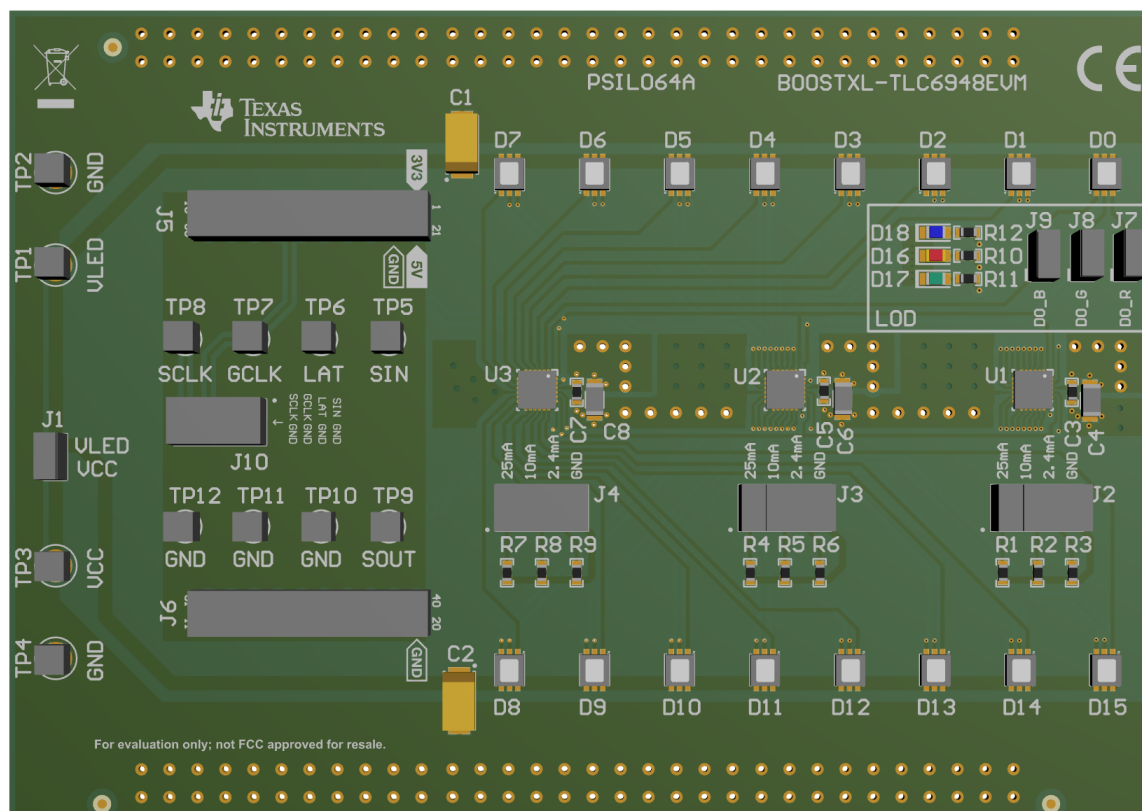 PSIL064A
BOOSTXL-TLC6948EVM
CE
TEXAS
INSTRUMENTS
C1
D7
D6
D5
D4
D3
D2
D1
D0
TP2
GND
3V3
J5
1
21
5V
GND
TP1
VLED
J9
J8
J7
D18
R12
D16
R10
D17
R11
D0_B
D0_G
D0_R
LOD
TP8
TP7
TP6
TP5
SCLK
GCLK
LAT
SIN
U3
U2
U1
C7
C8
C5
C6
C3
C4
SCLK GND
GCLK GND
LAT GND
SIN GND
J10
J1
VLED
VCC
25mA
10mA
2.4mA
GND
25mA
10mA
2.4mA
GND
25mA
10mA
2.4mA
GND
J4
J3
J2
TP12
TP11
TP10
TP9
GND
GND
GND
SOUT
R7
R8
R9
R4
R5
R6
R1
R2
R3
TP3
VCC
J6
40
20
GND
TP4
GND
C2
D8
D9
D10
D11
D12
D13
D14
D15
For evaluation only; not FCC approved for resale.